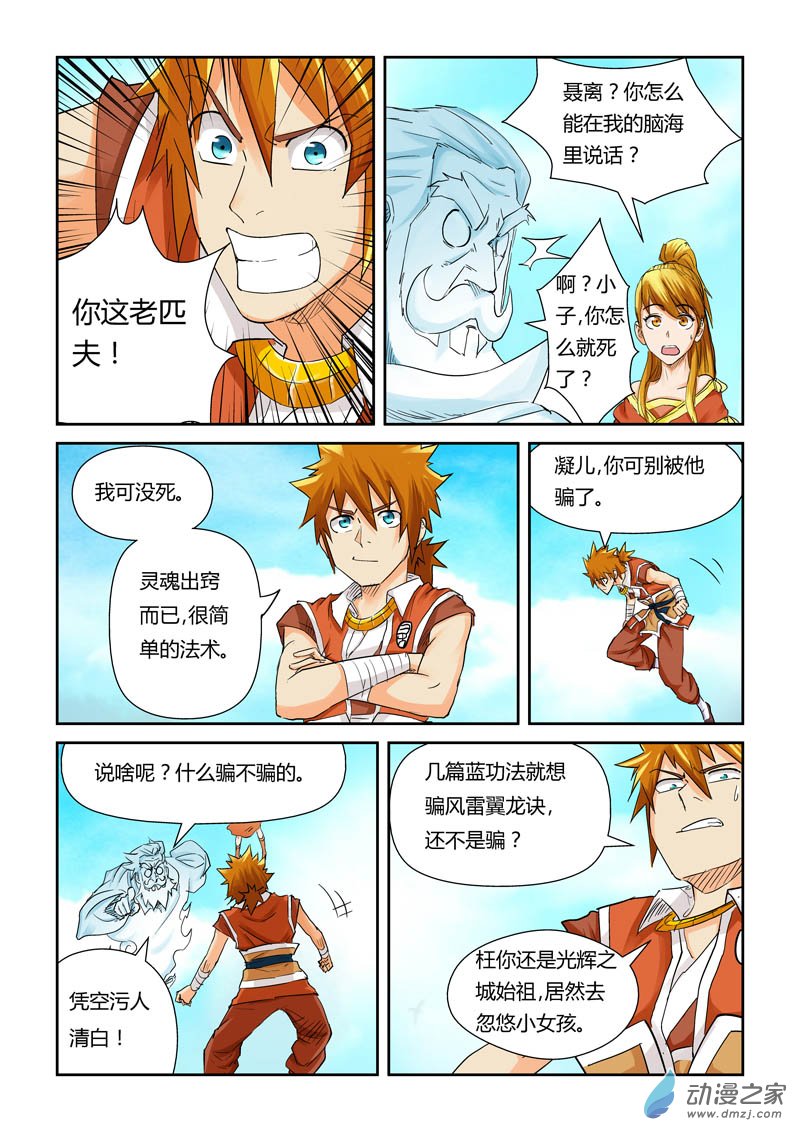 你这老匹
夫！
聂离？你怎么
能在我的脑海
里说话？
啊？小
子,你怎
么就死
了？
我可没死。
灵魂出窍
而已,很简
单的法术。
凝儿,你可别被他
骗了。
说啥呢？什么骗不骗的。
凭空污人
清白！
几篇蓝功法就想
骗风雷翼龙诀,
还不是骗？
枉你还是光辉之
城始祖,居然去
忽悠小女孩。
动漫之家
www.dmzj.com